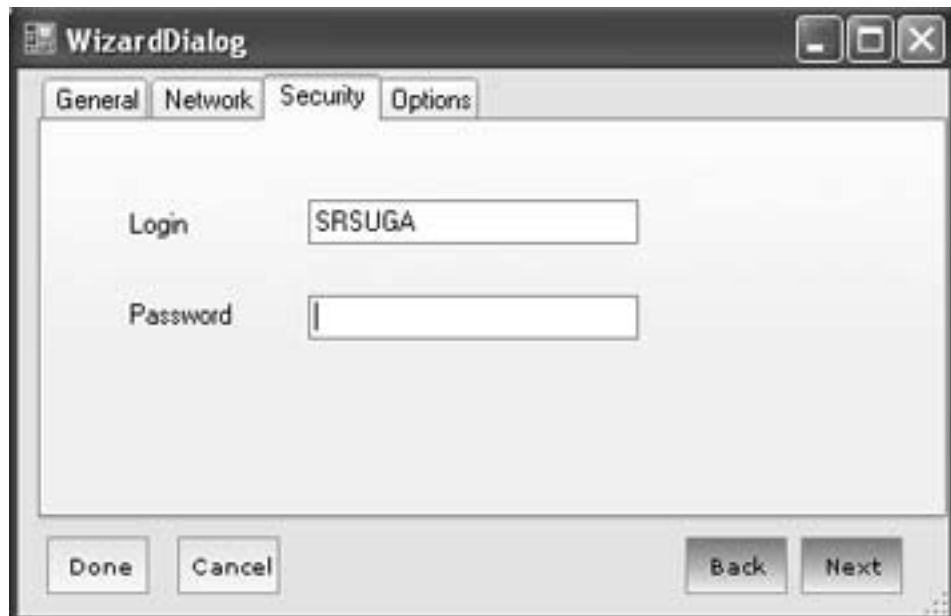 WizardDialog
General Network Security Options
Login SRSUGA
Password
Done Cancel Back Next